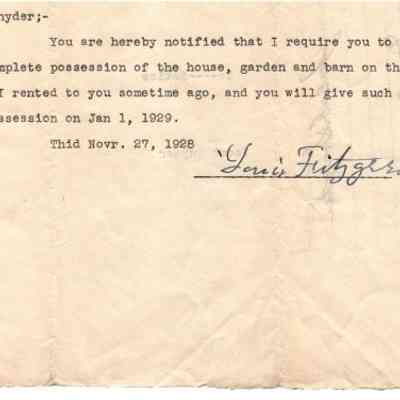 nyder;-
You are hereby notified that I require you to
mplete possession of the house, garden and barn on th
I rented to you sometime ago, and you will give such
ssession on Jan 1, 1929.
Thid Novr. 27, 1928
Louis Fitzger